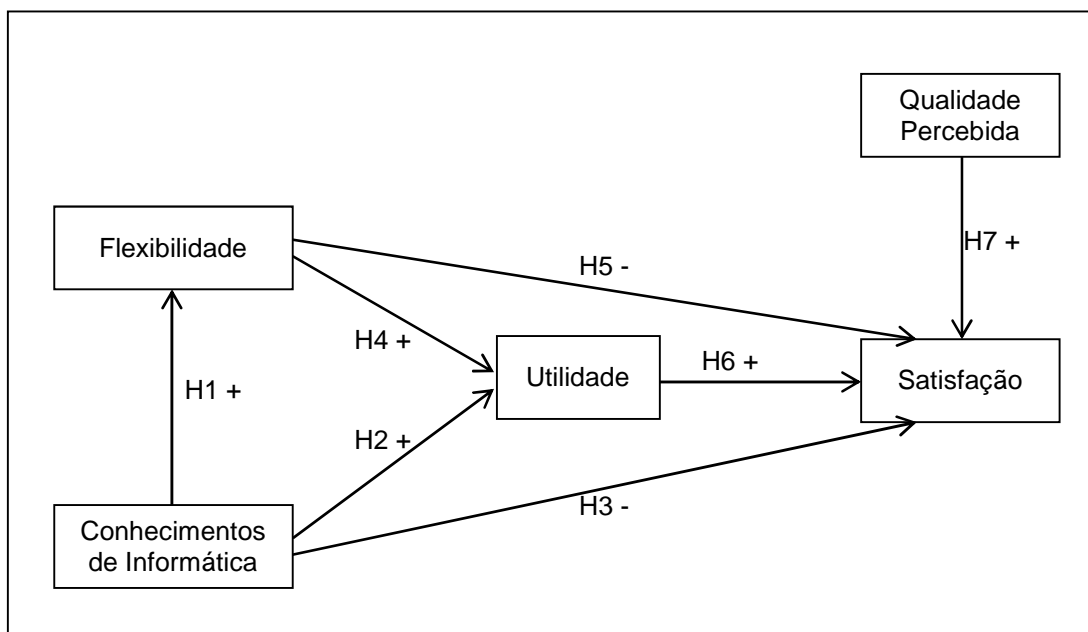 Qualidade
Percebida
Flexibilidade
H7 +
H5 -
H4 +
H6 +
Utilidade
Satisfação
H1 +
H2 +
H3 -
Conhecimentos
de Informática